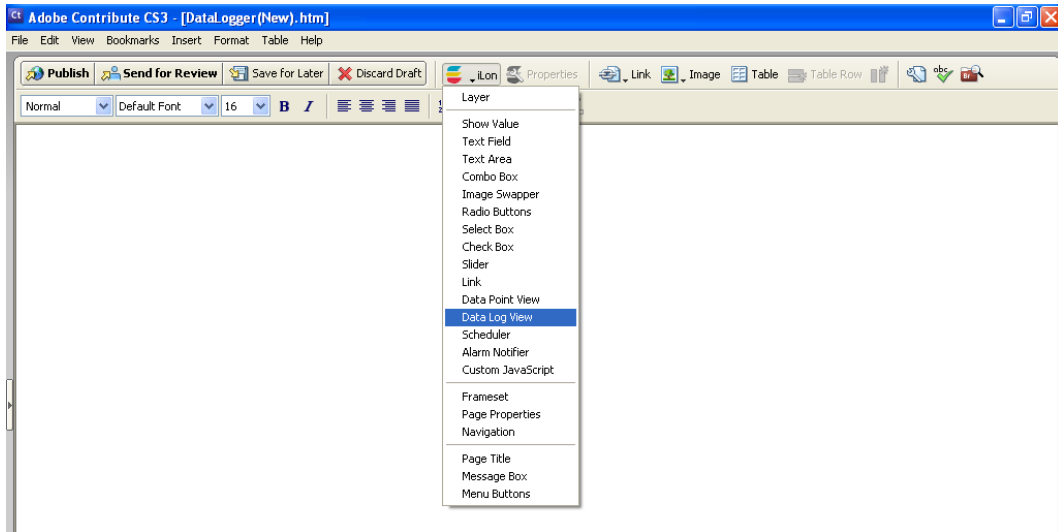 Ct Adobe Contribute CS3 - [DataLogger(New).htm]
File Edit View Bookmarks Insert Format Table Help
Publish Send for Review Save for Later Discard Draft iLon Properties Link Image Table Table Row
Normal Default Font 16 B I
Layer
Show Value
Text Field
Text Area
Combo Box
Image Swapper
Radio Buttons
Select Box
Check Box
Slider
Link
Data Point View
Data Log View
Scheduler
Alarm Notifier
Custom JavaScript
Frameset
Page Properties
Navigation
Page Title
Message Box
Menu Buttons